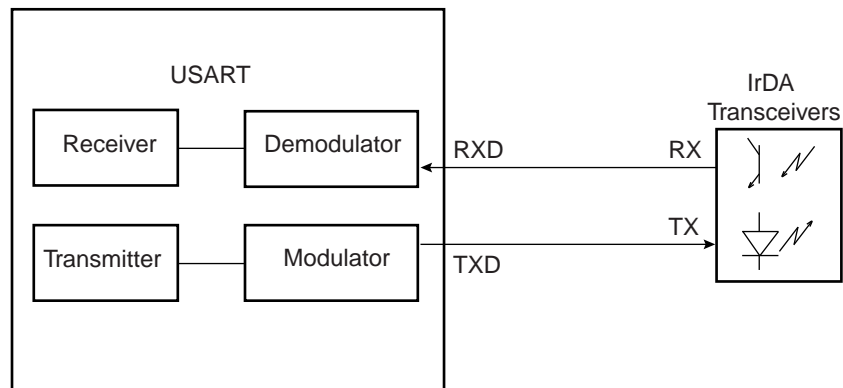 USART
IrDA
Transceivers
Receiver
Demodulator
RXD
RX
Transmitter
Modulator
TXD
TX